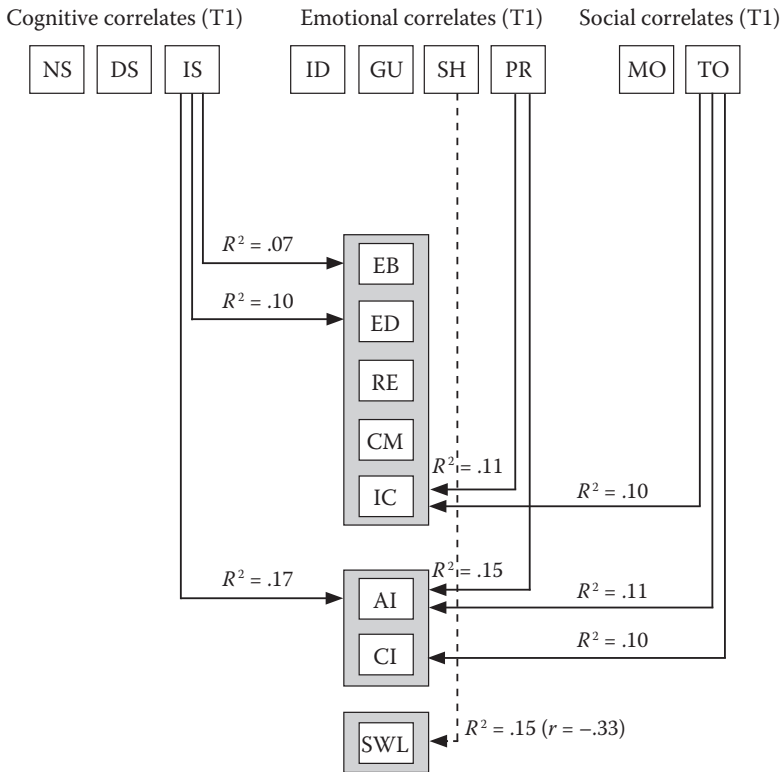 Cognitive correlates (T1) Emotional correlates (T1) Social correlates (T1)
NS DS IS ID GU SH PR MO TO
R² = .07
EB
R² = .10
ED
RE
CM
R² = .11
IC
R² = .10
R² = .15
R² = .17
AI
R² = .11
R² = .10
CI
R² = .15 (r = –.33)
SWL